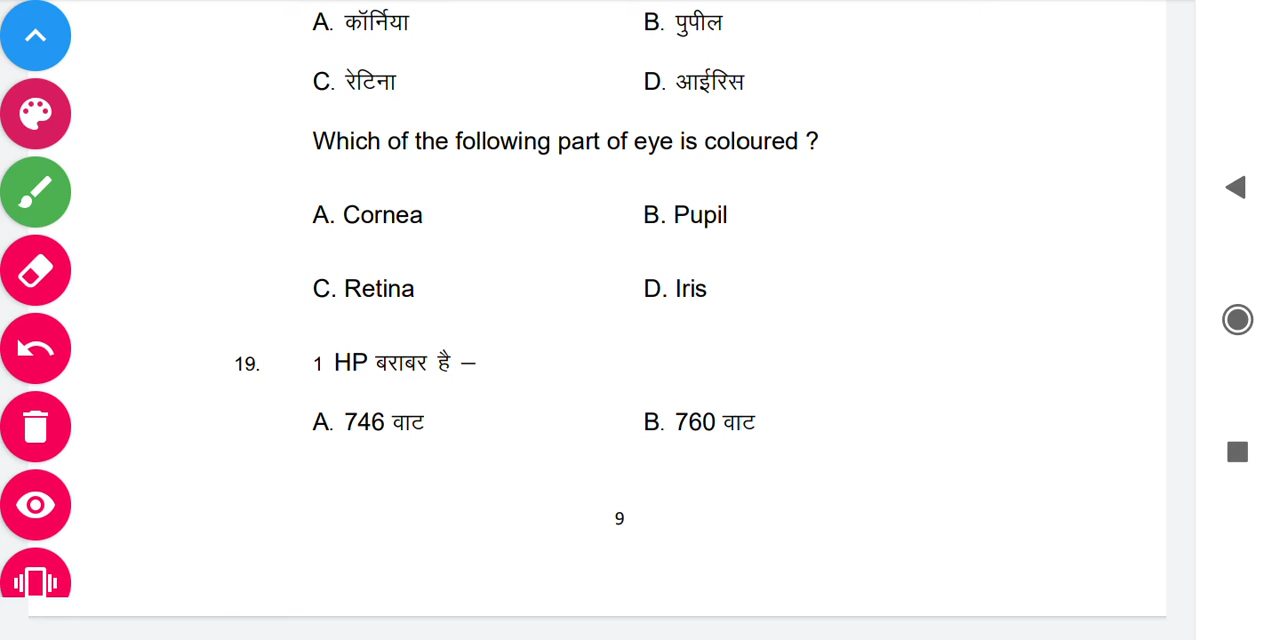 A. कॉर्निया B. पुपील
C. रेटिना D. आईरिस
Which of the following part of eye is coloured ?
A. Cornea B. Pupil
C. Retina D. Iris
19. 1 HP बराबर है –
A. 746 वाट B. 760 वाट
9